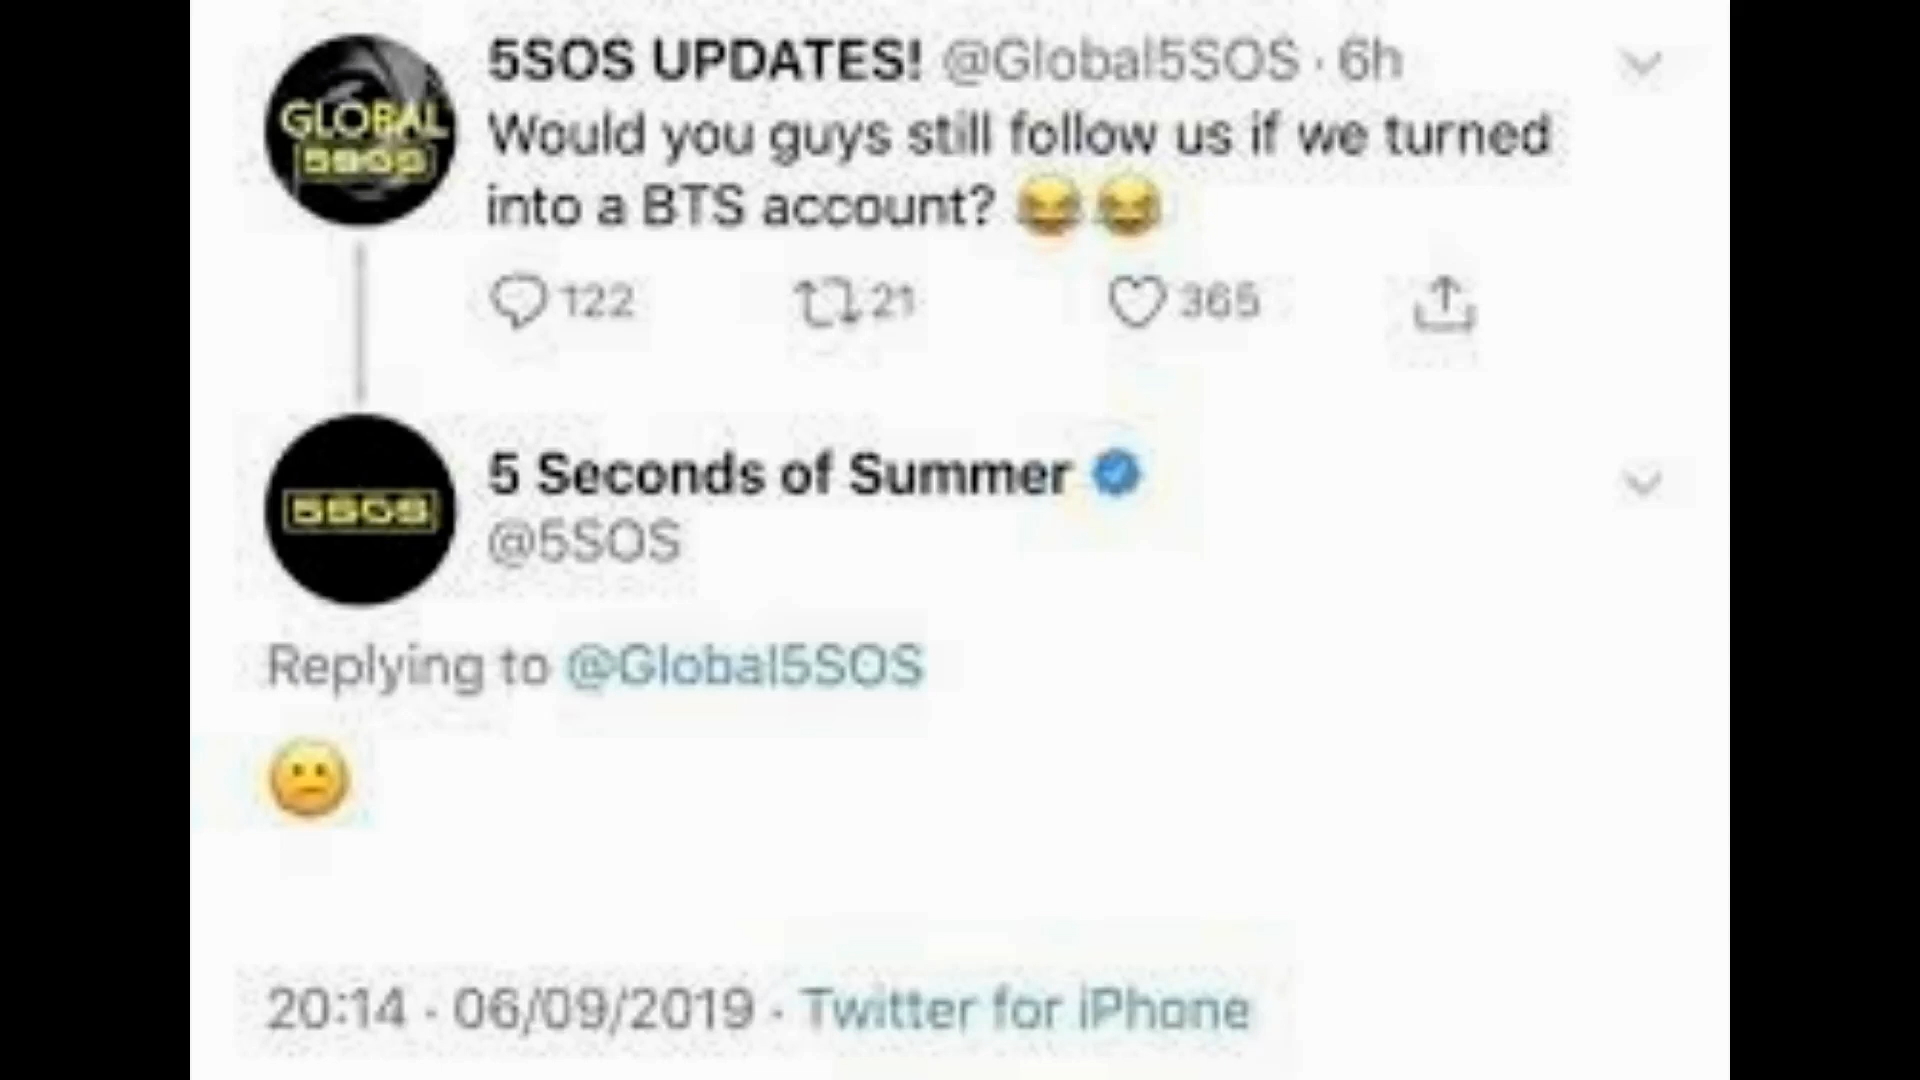 5SOS UPDATES! @Global5SOS · 6h
GLOBAL
5SOS
Would you guys still follow us if we turned
into a BTS account? 😂😂
122 21 365
5 Seconds of Summer
5SOS
@5SOS
Replying to @Global5SOS
😕
20:14 · 06/09/2019 · Twitter for iPhone